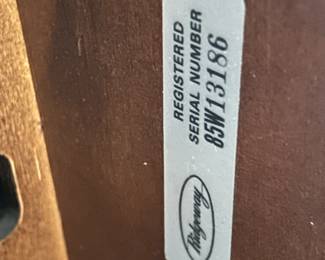 REGISTERED
SERIAL NUMBER
85W13186
Ridgeway